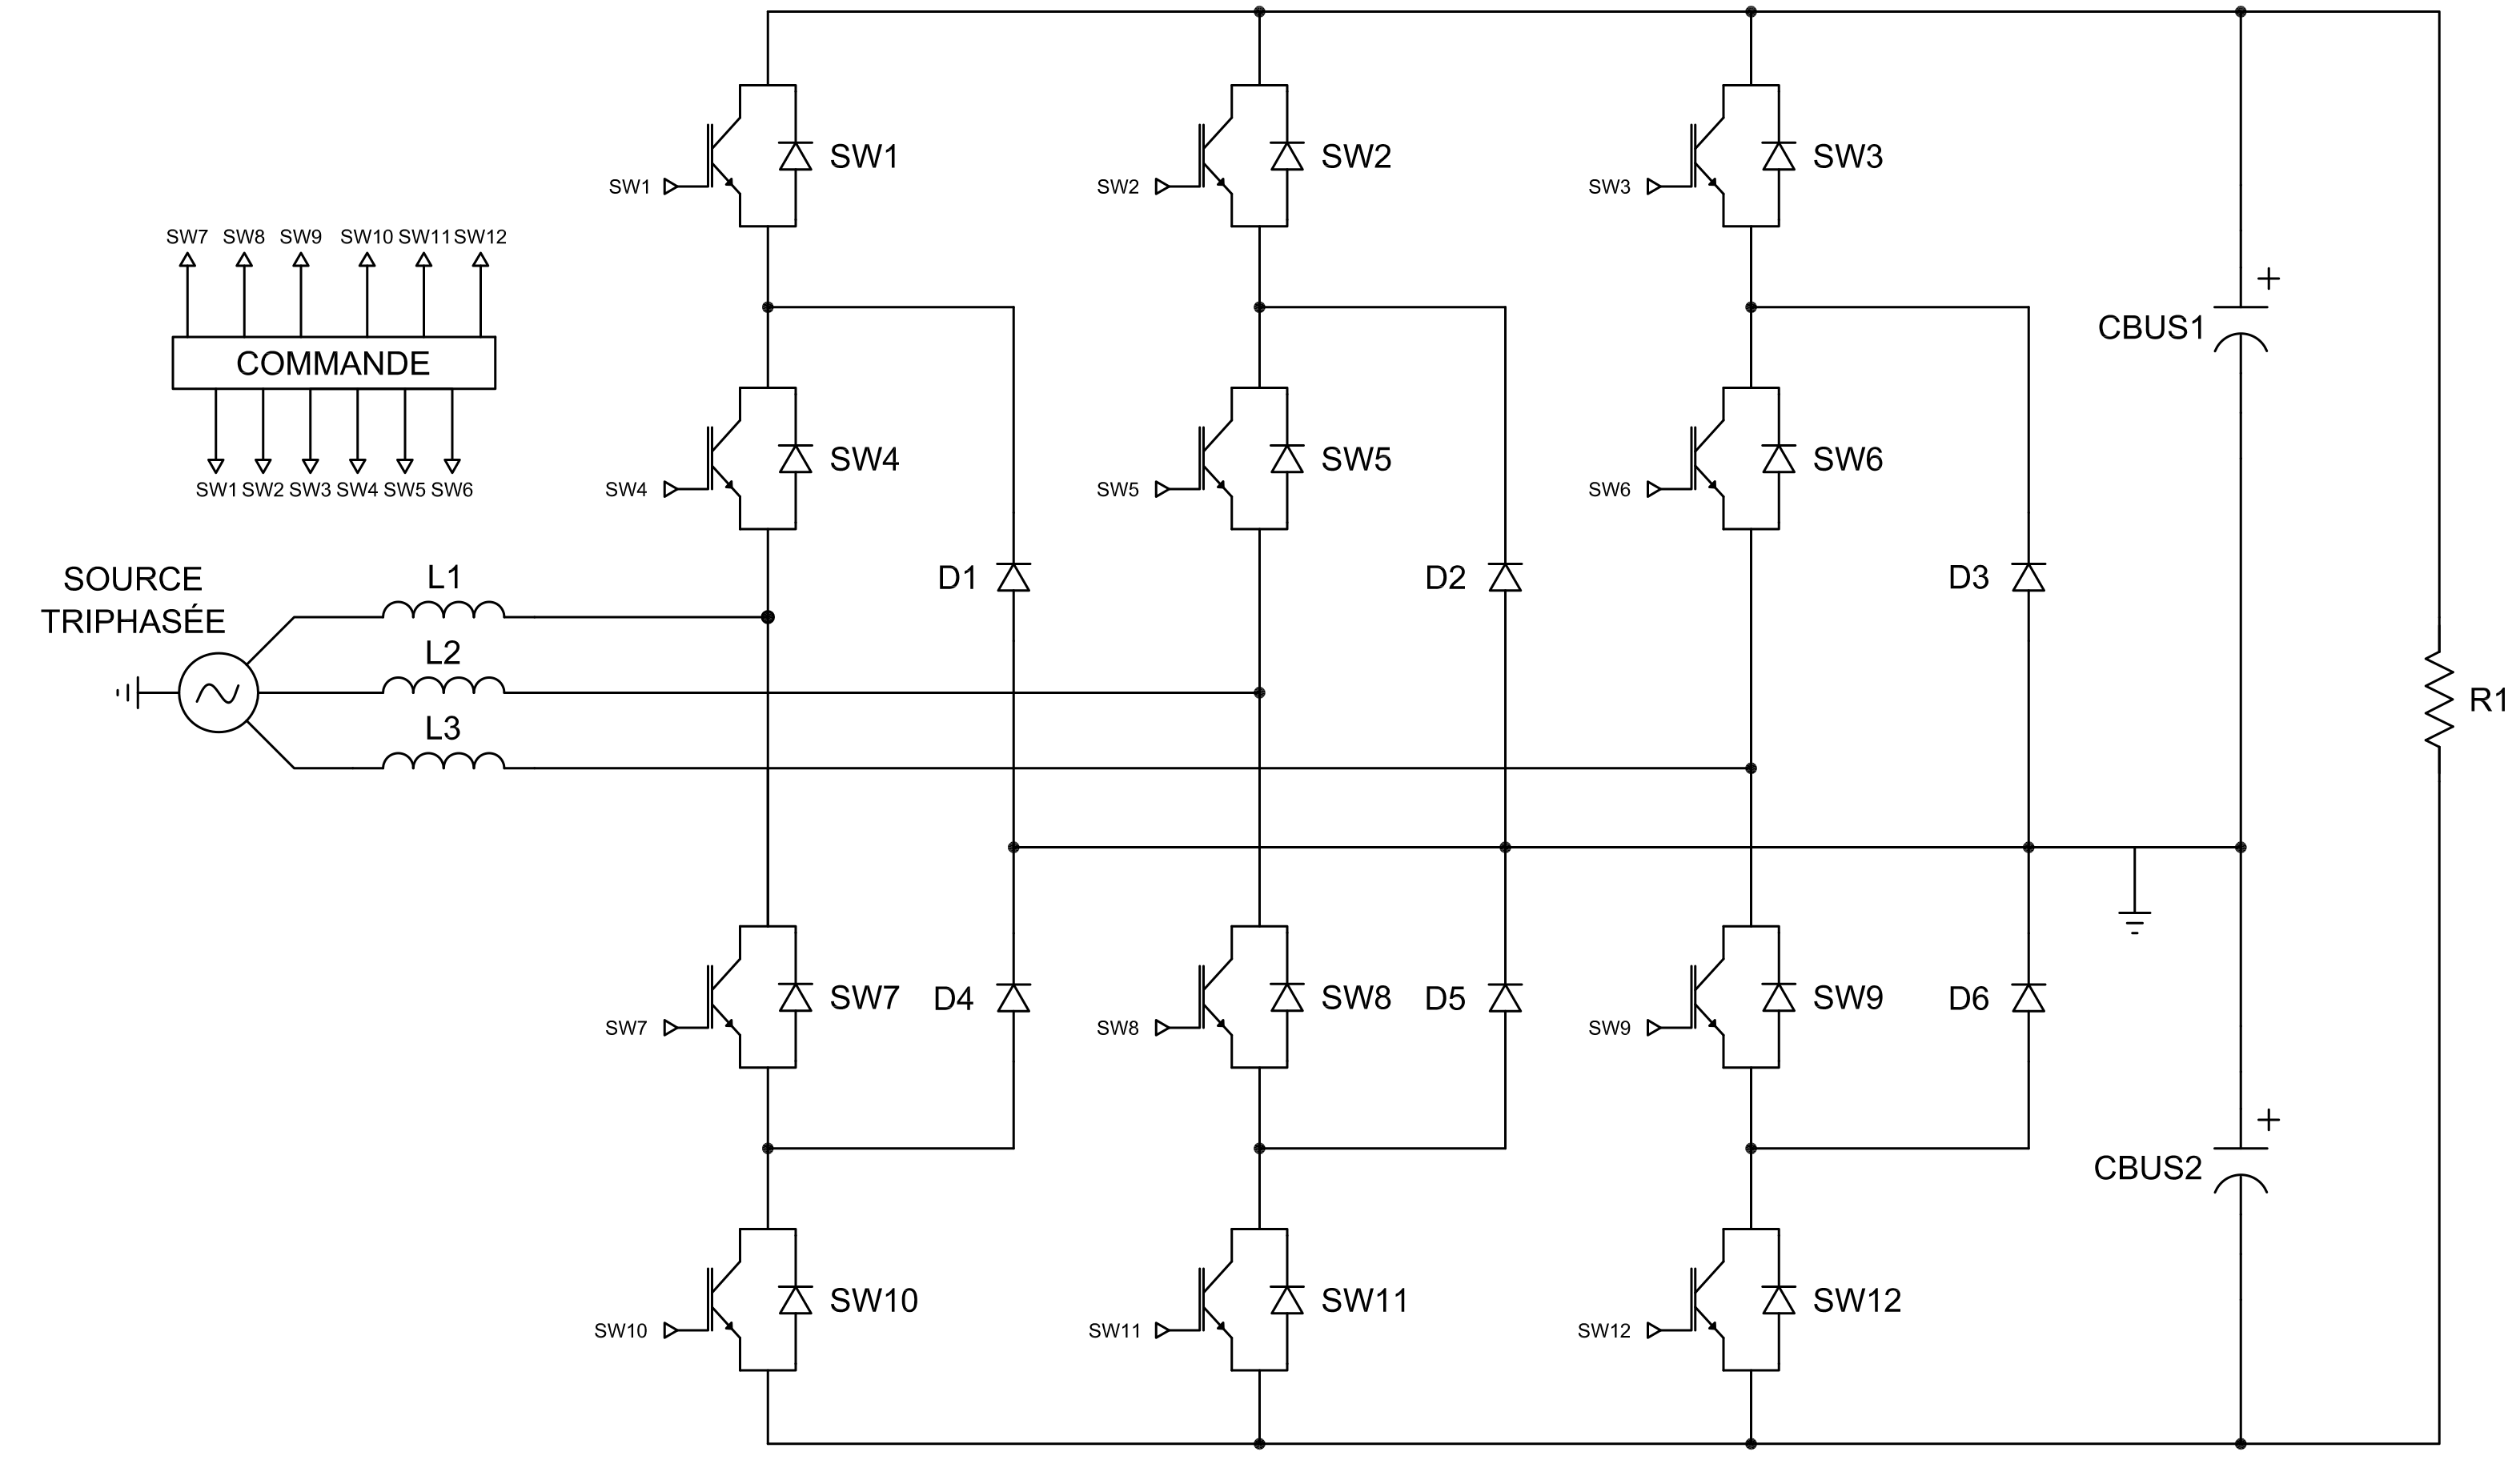 SW1 SW1
SW2 SW2
SW3 SW3
SW7 SW8 SW9 SW10 SW11 SW12
COMMANDE
SW1 SW2 SW3 SW4 SW5 SW6
CBUS1
SW4 SW4
SW5 SW5
SW6 SW6
SOURCE
TRIPHASÉE
L1
L2
L3
D1
D2
D3
R1
SW7 SW7
D4
SW8 SW8
D5
SW9 SW9
D6
CBUS2
SW10 SW10
SW11 SW11
SW12 SW12